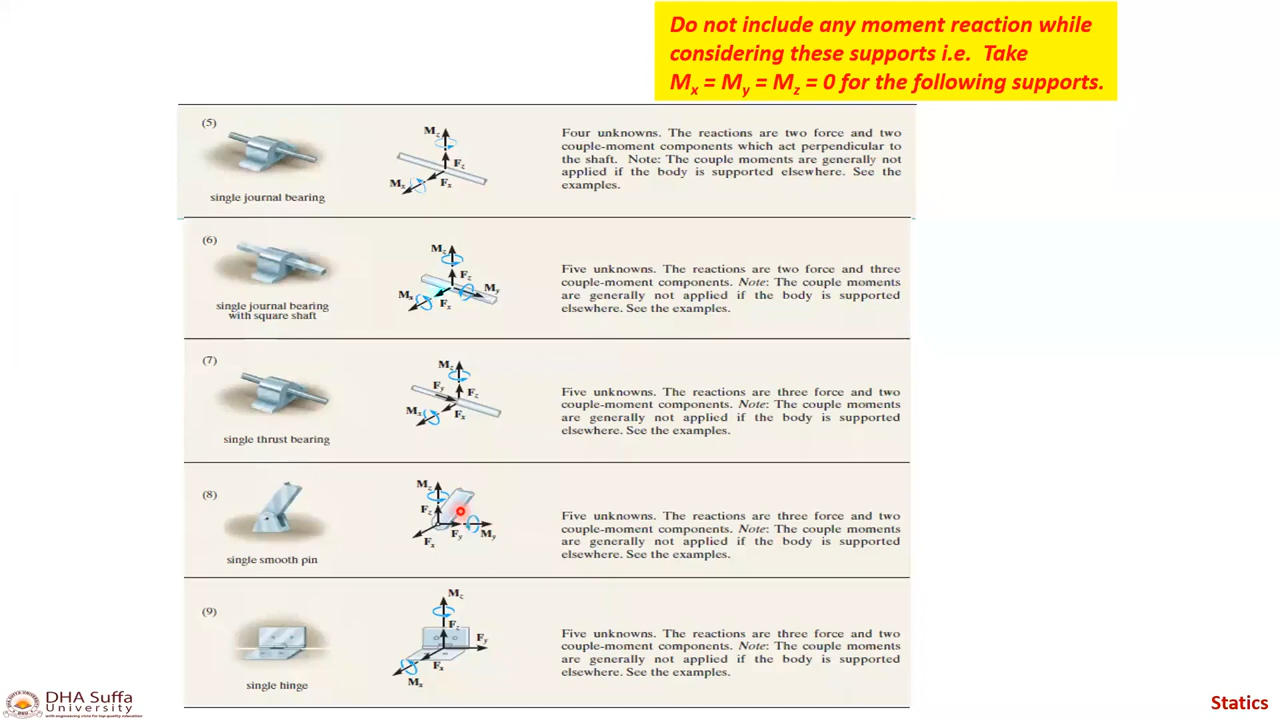 Do not include any moment reaction while
considering these supports i.e. Take
Mx = My = Mz = 0 for the following supports.
(5)
single journal bearing
Mz
Fz
Mx
Fx
Four unknowns. The reactions are two force and two
couple-moment components which act perpendicular to
the shaft. Note: The couple moments are generally not
applied if the body is supported elsewhere. See the
examples.
(6)
single journal bearing
with square shaft
Mz
Fz
My
Mx
Fx
Five unknowns. The reactions are two force and three
couple-moment components. Note: The couple moments
are generally not applied if the body is supported
elsewhere. See the examples.
(7)
single thrust bearing
Mz
Fy
Fz
Mx
Fx
Five unknowns. The reactions are three force and two
couple-moment components. Note: The couple moments
are generally not applied if the body is supported
elsewhere. See the examples.
(8)
single smooth pin
Mz
Fz
Fy
My
Fx
Five unknowns. The reactions are three force and two
couple-moment components. Note: The couple moments
are generally not applied if the body is supported
elsewhere. See the examples.
(9)
single hinge
Mz
Fz
Fy
Fx
Mx
Five unknowns. The reactions are three force and two
couple-moment components. Note: The couple moments
are generally not applied if the body is supported
elsewhere. See the examples.
DHA Suffa
University
Statics